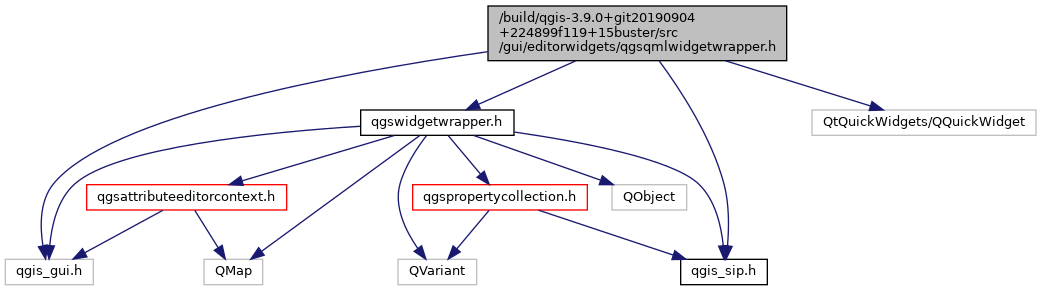 /build/qgis-3.9.0+git20190904
+224899f119+15buster/src
/gui/editorwidgets/qgsqmlwidgetwrapper.h
qgswidgetwrapper.h
QtQuickWidgets/QQuickWidget
qgsattributeeditorcontext.h
qgspropertycollection.h
QObject
qgis_gui.h
QMap
QVariant
qgis_sip.h